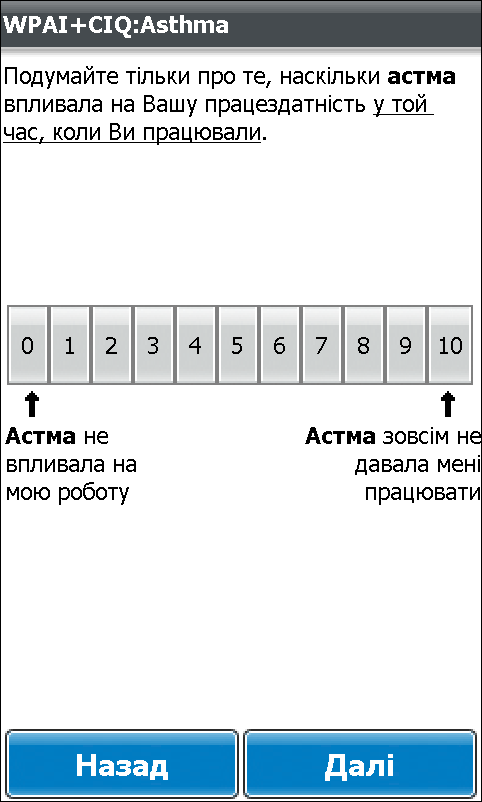 WPAI+CIQ:Asthma
Подумайте тільки про те, наскільки астма
впливала на Вашу працездатність у той
час, коли Ви працювали.
0 1 2 3 4 5 6 7 8 9 10
Астма не
впливала на
мою роботу
Астма зовсім не
давала мені
працювати
Назад Далі